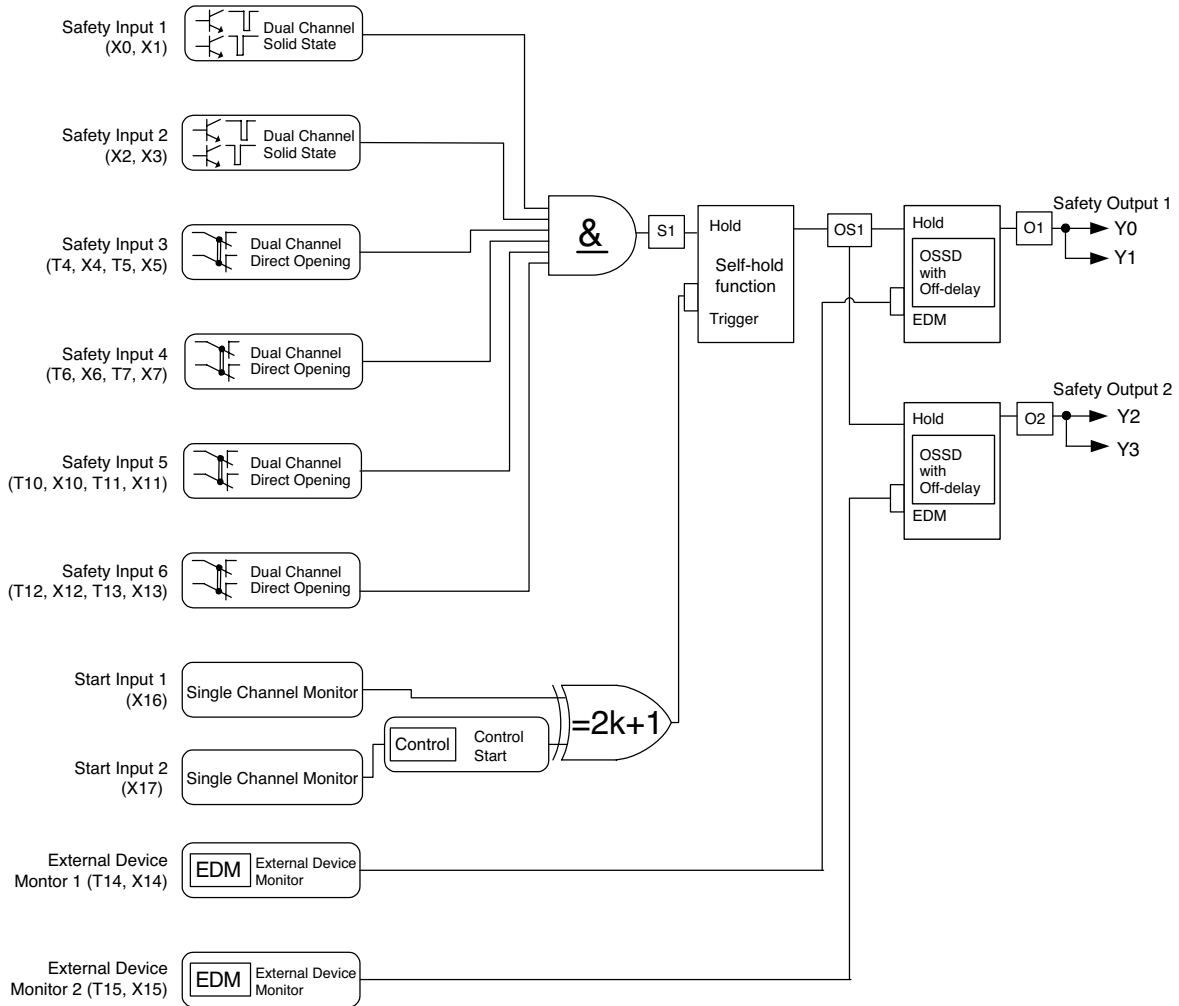 Safety Input 1
(X0, X1)
Dual Channel
Solid State
Safety Input 2
(X2, X3)
Dual Channel
Solid State
Safety Input 3
(T4, X4, T5, X5)
Dual Channel
Direct Opening
Safety Input 4
(T6, X6, T7, X7)
Dual Channel
Direct Opening
Safety Input 5
(T10, X10, T11, X11)
Dual Channel
Direct Opening
Safety Input 6
(T12, X12, T13, X13)
Dual Channel
Direct Opening
Start Input 1
(X16)
Single Channel Monitor
Start Input 2
(X17)
Single Channel Monitor
Control
Control
Start
=2k+1
External Device
Montor 1 (T14, X14)
EDM
External Device
Monitor
External Device
Monitor 2 (T15, X15)
EDM
External Device
Monitor
&
S1
Hold
Self-hold
function
Trigger
OS1
Hold
OSSD
with
Off-delay
EDM
O1
Safety Output 1
Y0
Y1
Hold
OSSD
with
Off-delay
EDM
O2
Safety Output 2
Y2
Y3